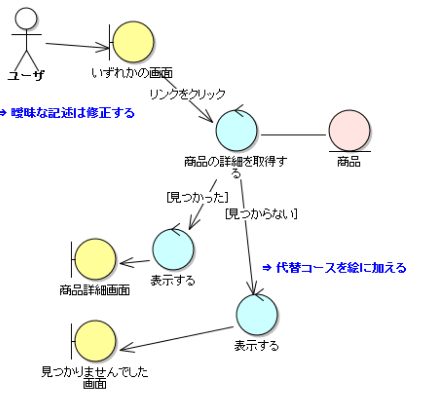 ユーザ
いずれかの画面
リンクをクリック
⇒ 曖昧な記述は修正する
商品の詳細を取得す
る
商品
[見つかった]
[見つからない]
⇒ 代替コースを絵に加える
商品詳細画面
表示する
表示する
見つかりませんでした
画面